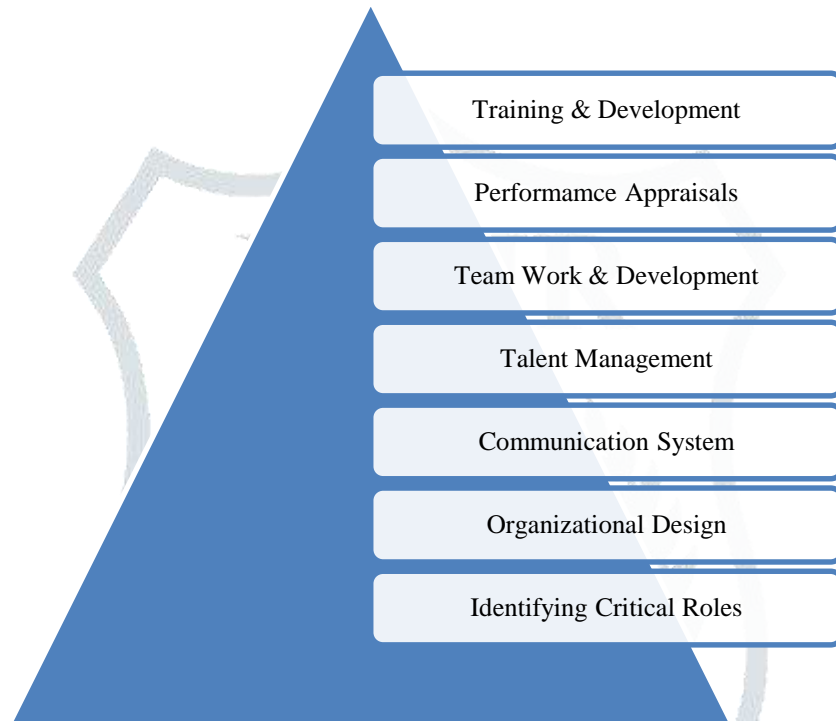 Training & Development
Performamce Appraisals
Team Work & Development
Talent Management
Communication System
Organizational Design
Identifying Critical Roles